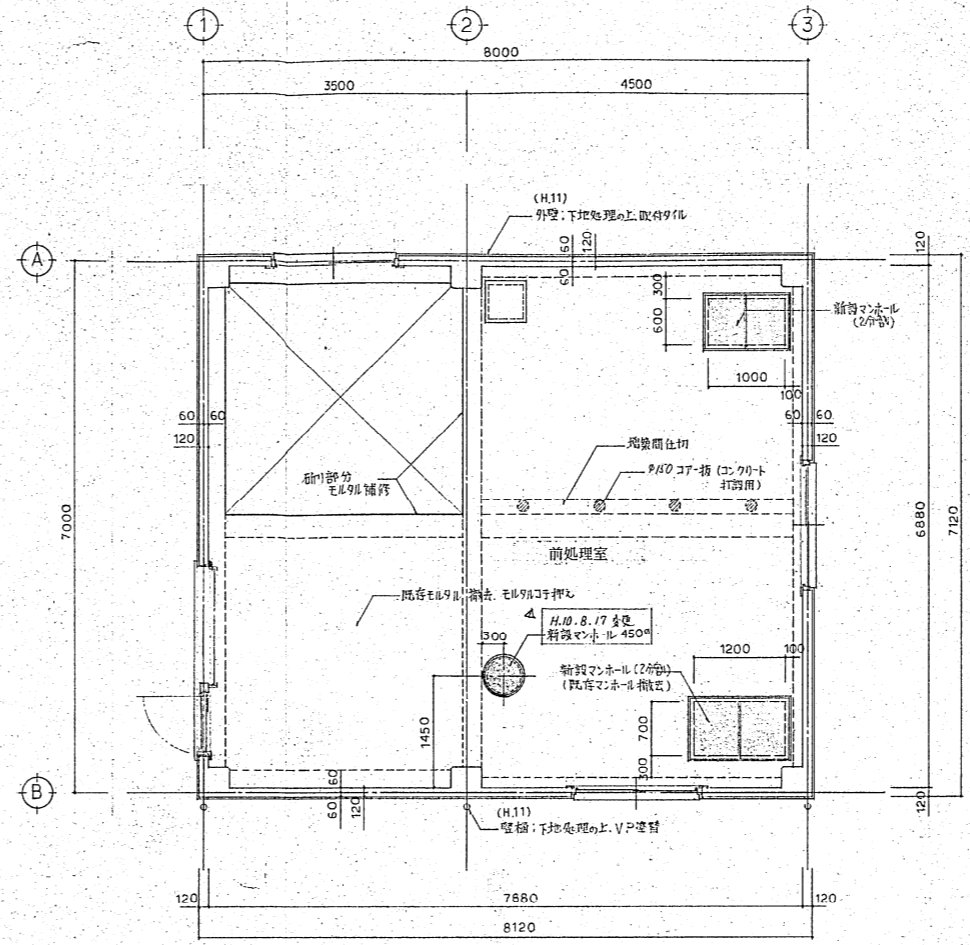 1 2 3
8000
3500 4500
(H.11)
外壁;下地処理の上.吹付タイル
A
60 120 60
120
300
600
新設マンホール
(2分割)
1000
100
60 60
120
60 60
120
間仕切
φ150 コアー抜 (コンクリート
打設用)
部分
モルタル補修
7000
6880
7120
前処理室
既存モルタル撤去.モルタルコテ押え
H.10.8.17 変更
新設マンホール 450φ
300
1200 100
新設マンホール(2分割)
(既存マンホール撤去)
1450
700
300
B
60 60 120
120
(H.11)
竪樋;下地処理の上.VP塗替
120 7880 120
8120